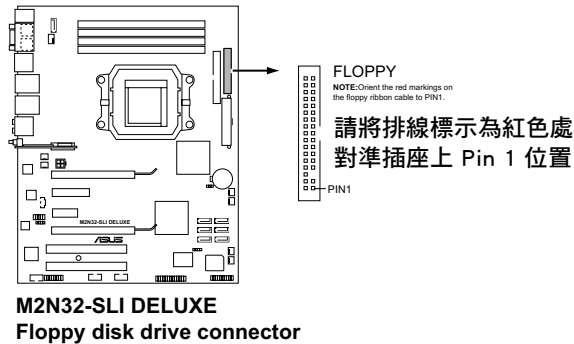 FLOPPY
NOTE:Orient the red markings on
the floppy ribbon cable to PIN1.
請將排線標示為紅色處
對準插座上 Pin 1 位置
PIN1
M2N32-SLI DELUXE
ASUS
M2N32-SLI DELUXE
Floppy disk drive connector